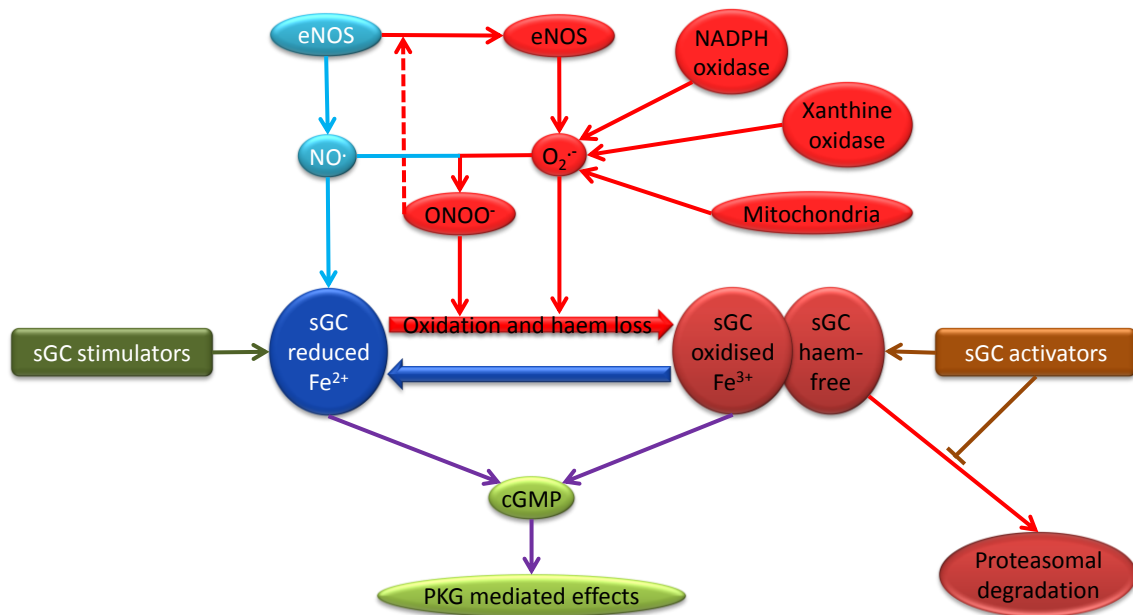 eNOS
eNOS
NADPH
oxidase
Xanthine
oxidase
NO·
O₂·⁻
ONOO⁻
Mitochondria
sGC stimulators
sGC
reduced
Fe²⁺
Oxidation and haem loss
sGC
oxidised
Fe³⁺
sGC
haem-
free
sGC activators
cGMP
PKG mediated effects
Proteasomal
degradation